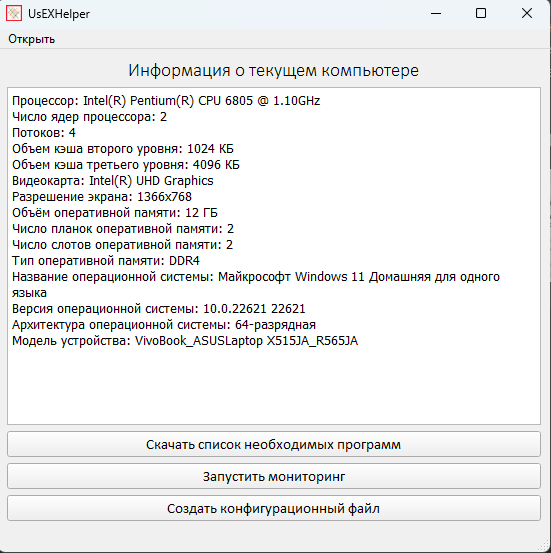 UsEXHelper
Открыть
Информация о текущем компьютере
Процессор: Intel(R) Pentium(R) CPU 6805 @ 1.10GHz
Число ядер процессора: 2
Потоков: 4
Объем кэша второго уровня: 1024 КБ
Объем кэша третьего уровня: 4096 КБ
Видеокарта: Intel(R) UHD Graphics
Разрешение экрана: 1366x768
Объём оперативной памяти: 12 ГБ
Число планок оперативной памяти: 2
Число слотов оперативной памяти: 2
Тип оперативной памяти: DDR4
Название операционной системы: Майкрософт Windows 11 Домашняя для одного
языка
Версия операционной системы: 10.0.22621 22621
Архитектура операционной системы: 64-разрядная
Модель устройства: VivoBook_ASUSLaptop X515JA_R565JA
Скачать список необходимых программ
Запустить мониторинг
Создать конфигурационный файл